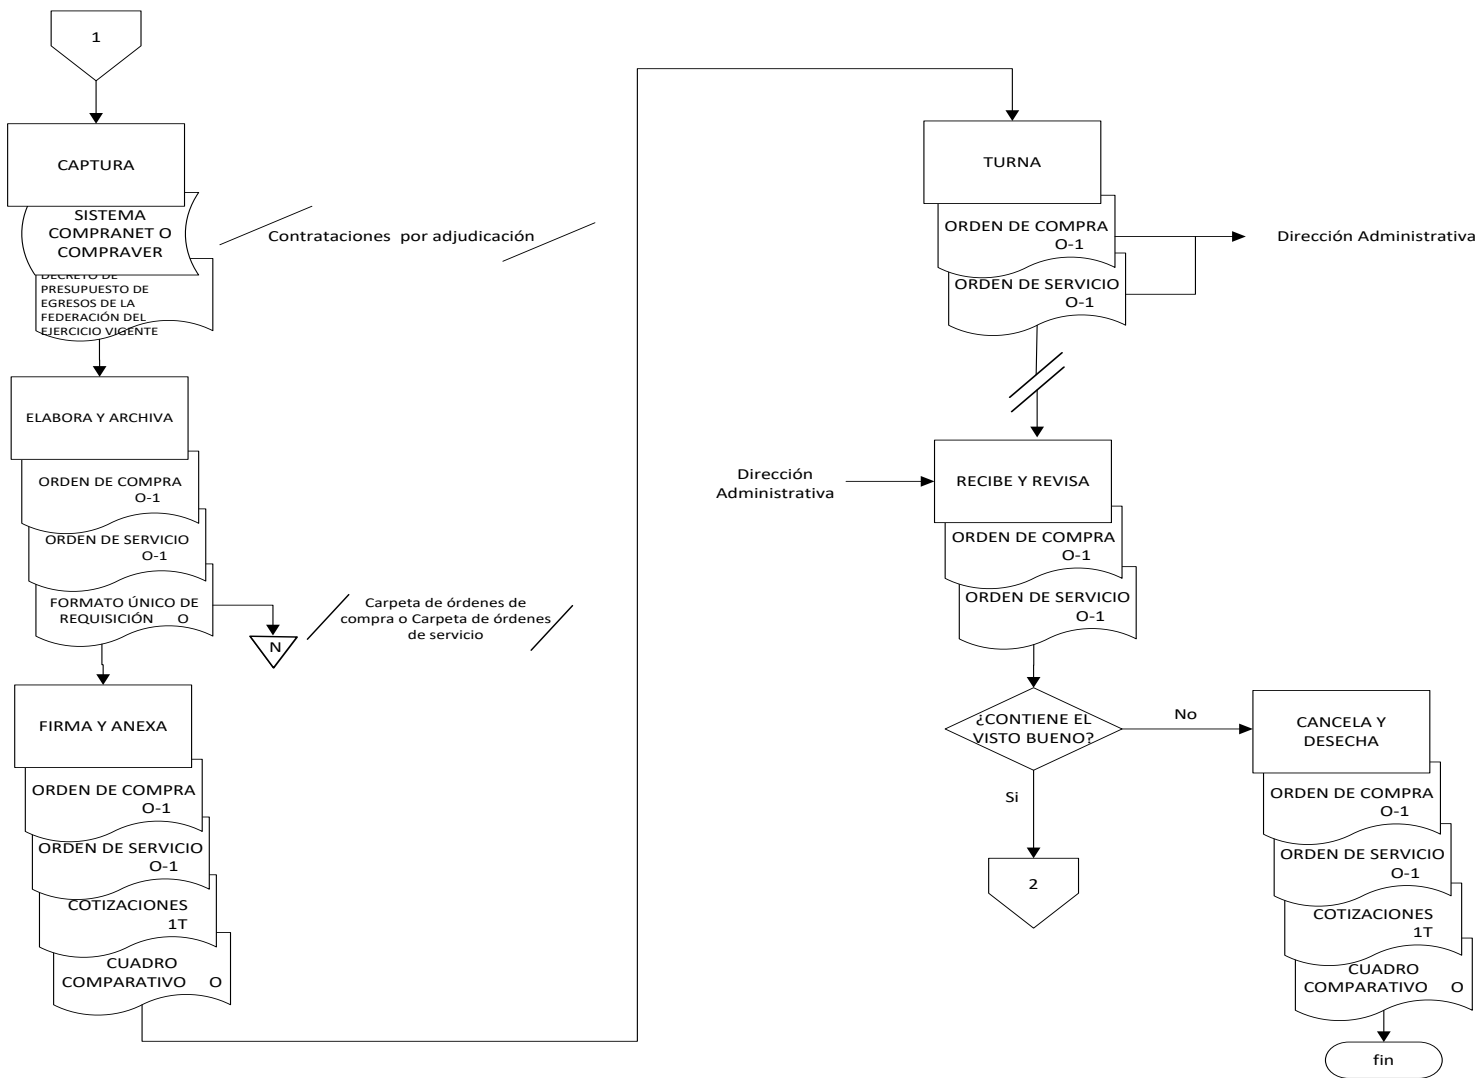 1
CAPTURA
SISTEMA
COMPRANET O
COMPRAVER
DECRETO DE
PRESUPUESTO DE
EGRESOS DE LA
FEDERACIÓN DEL
EJERCICIO VIGENTE
Contrataciones por adjudicación
ELABORA Y ARCHIVA
ORDEN DE COMPRA
O-1
ORDEN DE SERVICIO
O-1
FORMATO ÚNICO DE
REQUISICIÓN O
N
Carpeta de órdenes de
compra o Carpeta de órdenes
de servicio
FIRMA Y ANEXA
ORDEN DE COMPRA
O-1
ORDEN DE SERVICIO
O-1
COTIZACIONES
1T
CUADRO
COMPARATIVO O
TURNA
ORDEN DE COMPRA
O-1
ORDEN DE SERVICIO
O-1
Dirección Administrativa
Dirección
Administrativa
RECIBE Y REVISA
ORDEN DE COMPRA
O-1
ORDEN DE SERVICIO
O-1
¿CONTIENE EL
VISTO BUENO?
No
Si
2
CANCELA Y
DESECHA
ORDEN DE COMPRA
O-1
ORDEN DE SERVICIO
O-1
COTIZACIONES
1T
CUADRO
COMPARATIVO O
fin